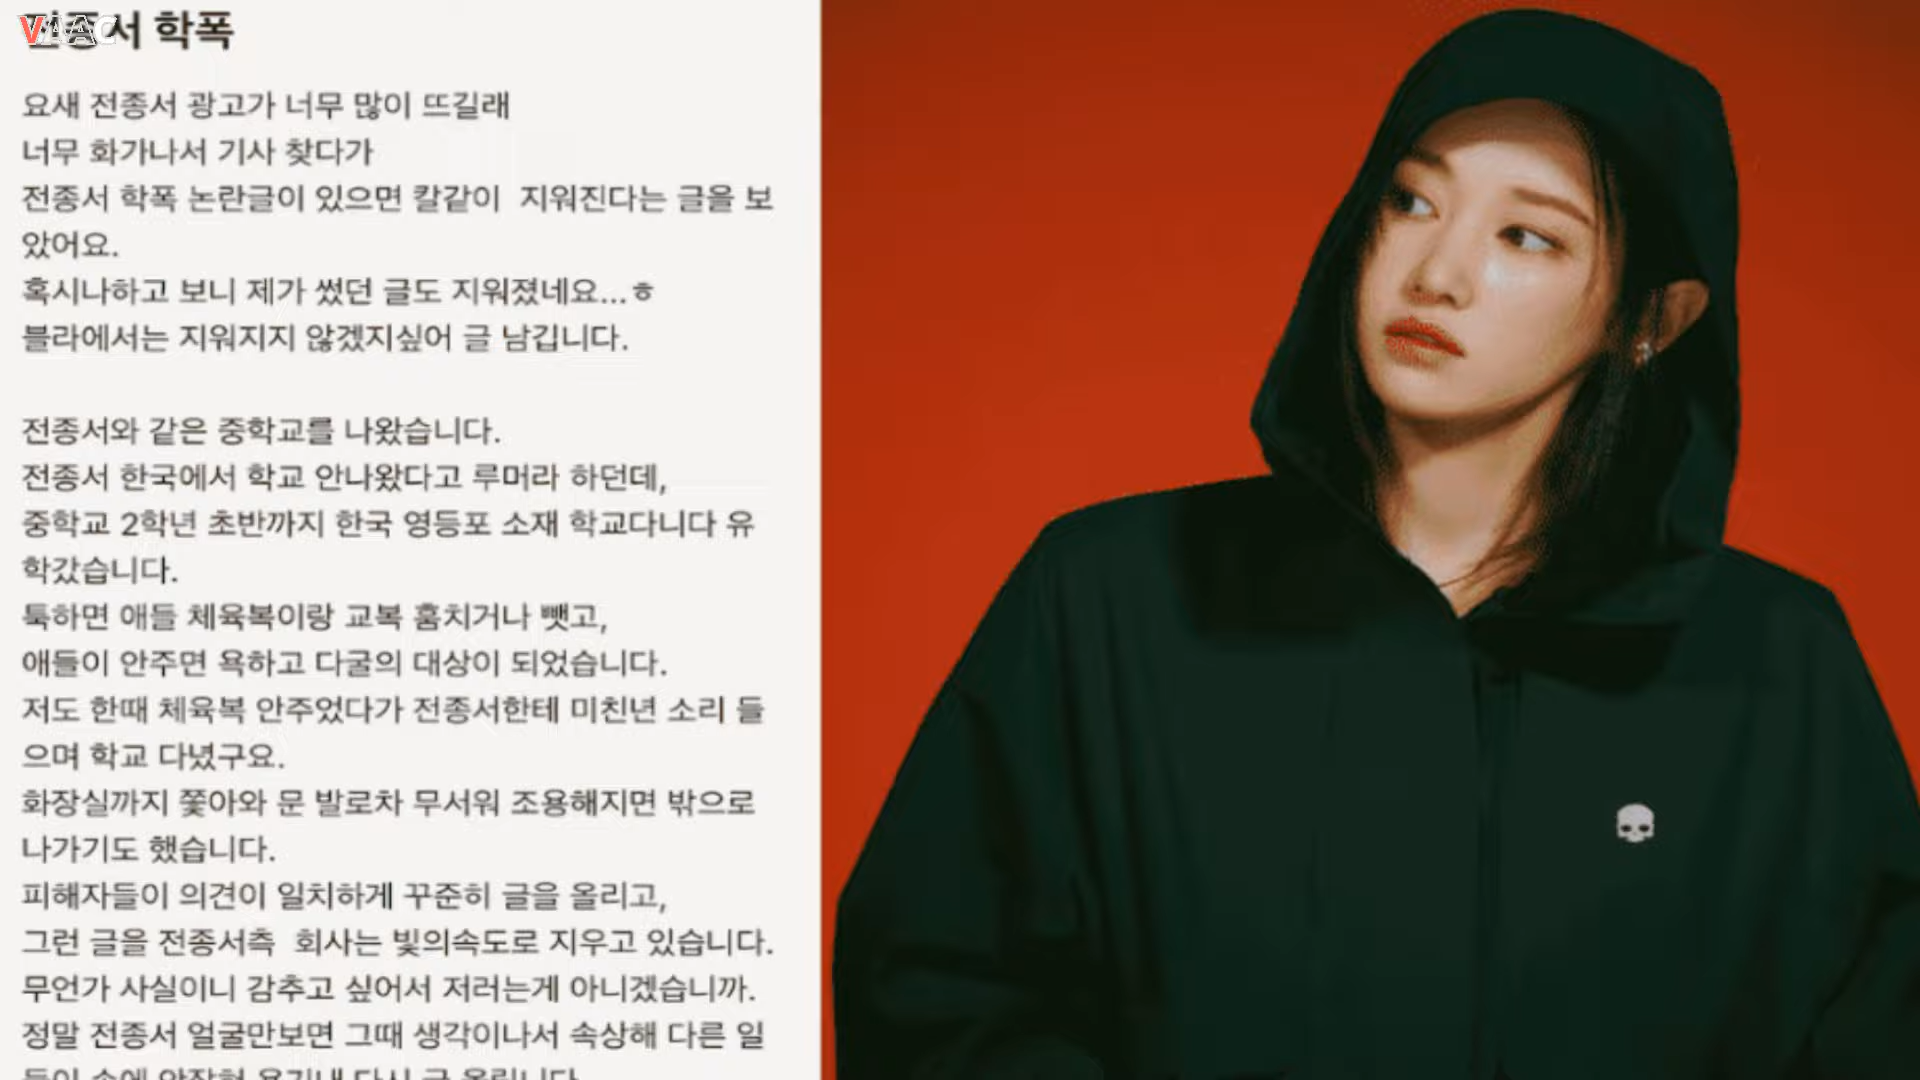 VAAC
전종서 학폭
요새 전종서 광고가 너무 많이 뜨길래
너무 화가나서 기사 찾다가
전종서 학폭 논란글이 있으면 칼같이 지워진다는 글을 보
았어요.
혹시나하고 보니 제가 썼던 글도 지워졌네요...ㅎ
블라에서는 지워지지 않겠지싶어 글 남깁니다.
전종서와 같은 중학교를 나왔습니다.
전종서 한국에서 학교 안나왔다고 루머라 하던데,
중학교 2학년 초반까지 한국 영등포 소재 학교다니다 유
학갔습니다.
툭하면 애들 체육복이랑 교복 훔치거나 뺏고,
애들이 안주면 욕하고 다굴의 대상이 되었습니다.
저도 한때 체육복 안주었다가 전종서한테 미친년 소리 들
으며 학교 다녔구요.
화장실까지 쫓아와 문 발로차 무서워 조용해지면 밖으로
나가기도 했습니다.
피해자들이 의견이 일치하게 꾸준히 글을 올리고,
그런 글을 전종서측 회사는 빛의속도로 지우고 있습니다.
무언가 사실이니 감추고 싶어서 저러는게 아니겠습니까.
정말 전종서 얼굴만보면 그때 생각이나서 속상해 다른 일
들이 손에 안잡혀 용기내 다시 글 올립니다